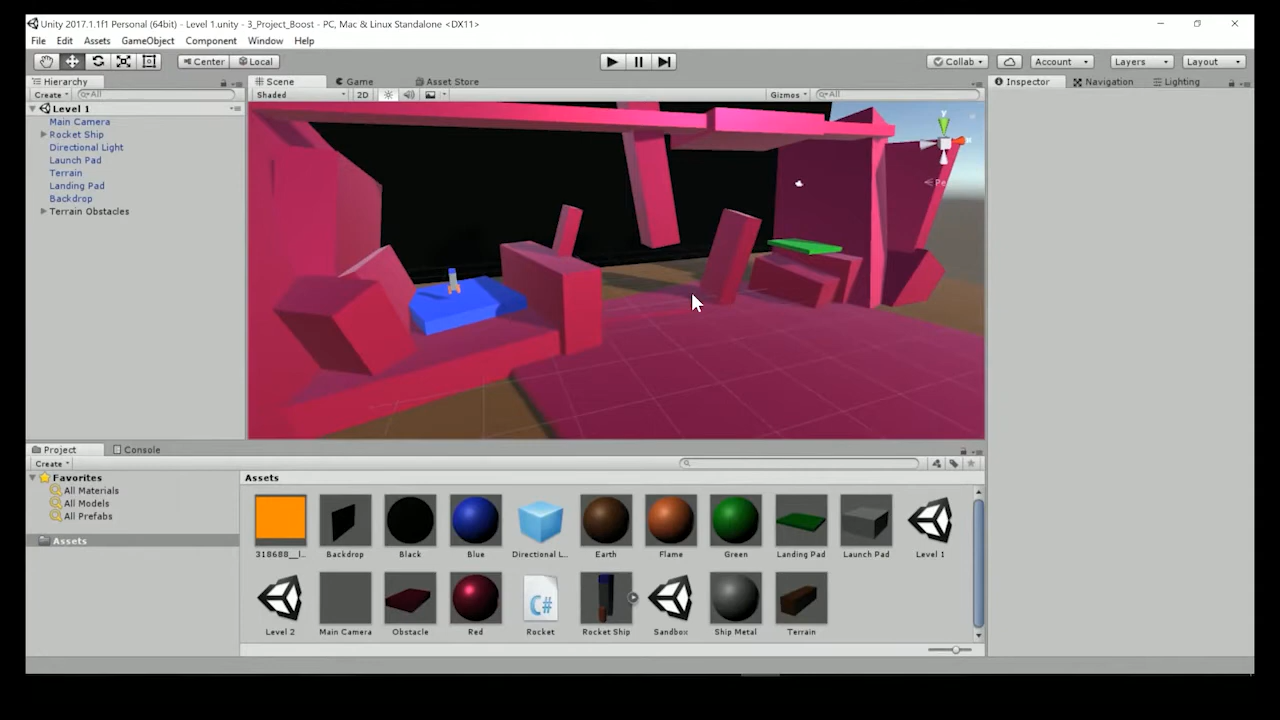 Unity 2017.1.1f1 Personal (64bit) - Level 1.unity - 3_Project_Boost - PC, Mac & Linux Standalone <DX11>
File Edit Assets GameObject Component Window Help
Center Local Collab Account Layers Layout
Hierarchy Scene Game Asset Store Inspector Navigation Lighting
Create All Shaded 2D Gizmos All
Level 1
Main Camera
Rocket Ship
Directional Light
Launch Pad
Terrain
Landing Pad
Backdrop
Terrain Obstacles
y
Project Console
Create
Favorites
All Materials
All Models
All Prefabs
Assets
Assets
318688__l... Backdrop Black Blue Directional L... Earth Flame Green Landing Pad Launch Pad Level 1
C#
Level 2 Main Camera Obstacle Red Rocket Rocket Ship Sandbox Ship Metal Terrain